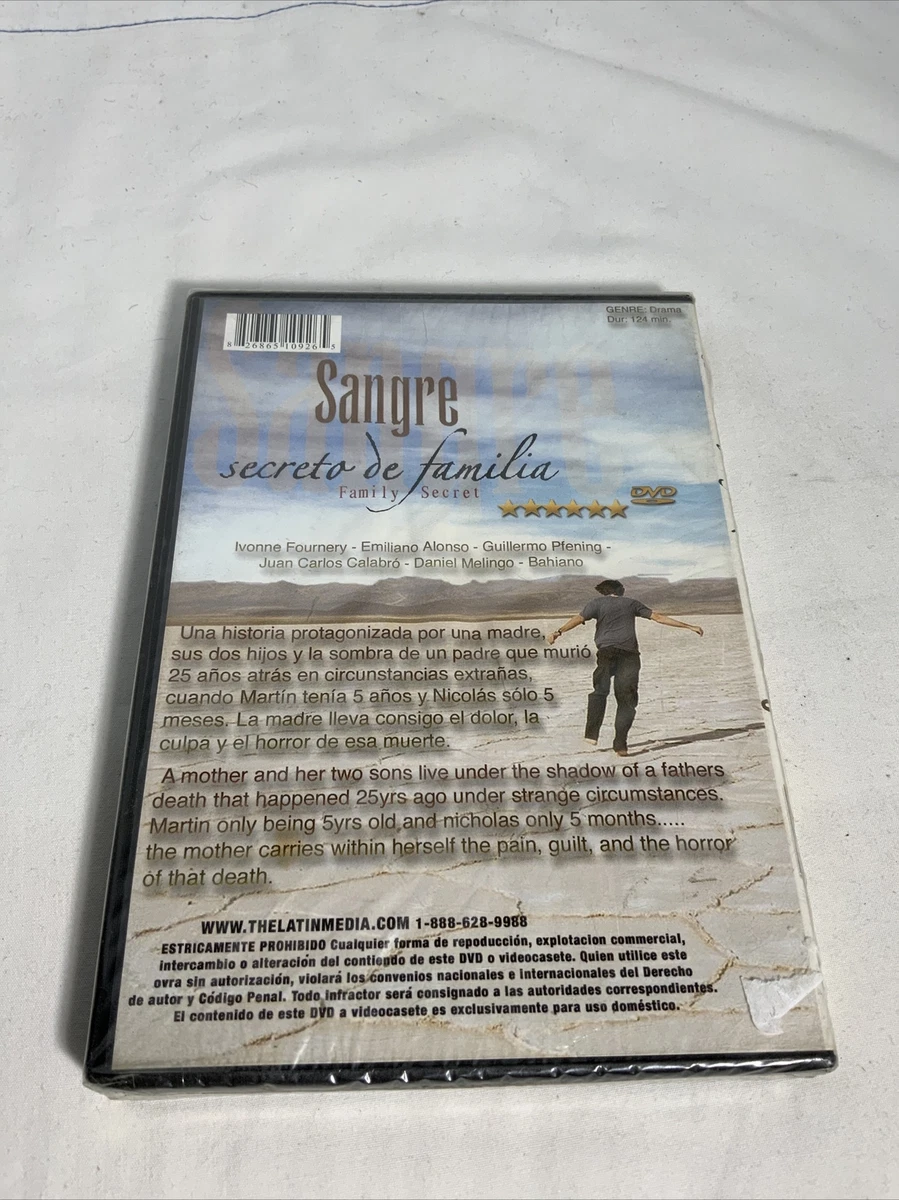 GENRE: Drama
Dur: 124 min.
8 26865 10926 5
Sangre
secreto de familia
Family Secret
DVD
Ivonne Fournery - Emiliano Alonso - Guillermo Pfening -
Juan Carlos Calabró - Daniel Melingo - Bahiano
Una historia protagonizada por una madre,
sus dos hijos y la sombra de un padre que murió
25 años atrás en circunstancias extrañas,
cuando Martín tenía 5 años y Nicolás sólo 5
meses. La madre lleva consigo el dolor, la
culpa y el horror de esa muerte.
A mother and her two sons live under the shadow of a fathers
death that happened 25yrs ago under strange circumstances.
Martin only being 5yrs old and nicholas only 5 months.....
the mother carries within herself the pain, guilt, and the horror
of that death.
WWW.THELATINMEDIA.COM 1-888-628-9988
ESTRICAMENTE PROHIBIDO Cualquier forma de repoducción, explotacion commercial,
intercambio o alteración del contiendo de este DVD o videocasete. Quien utilice este
ovra sin autorización, violará los convenios nacionales e internacionales del Derecho
de autor y Código Penal. Todo infractor será consignado a las autoridades correspondientes.
El contenido de este DVD a videocasete es exclusivamente para uso doméstico.